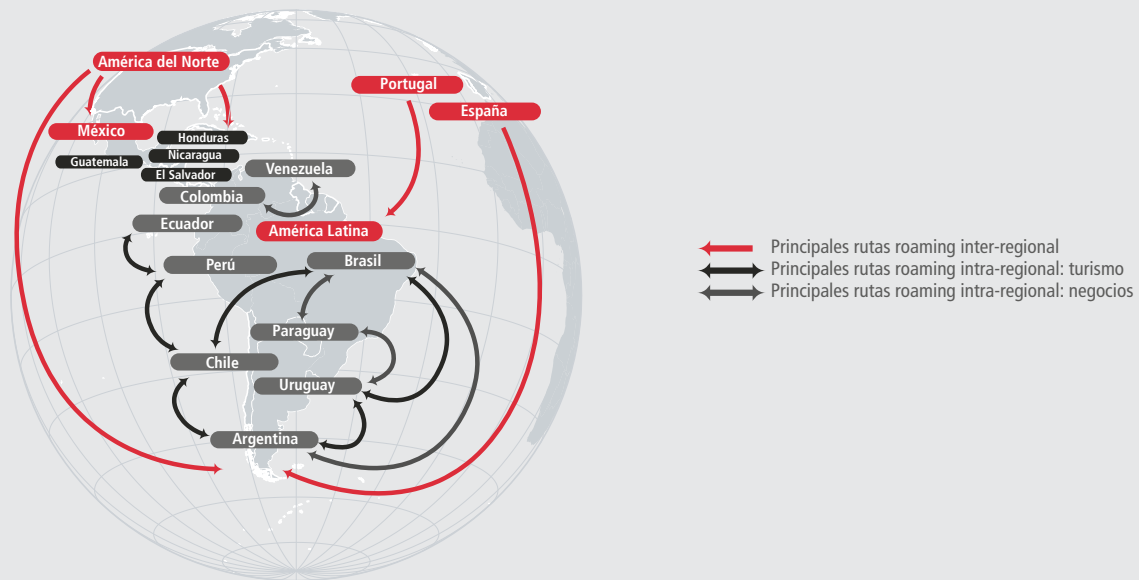 América del Norte
Portugal
España
México
Honduras
Guatemala
Nicaragua
El Salvador
Venezuela
Colombia
Ecuador
América Latina
Perú
Brasil
Paraguay
Chile
Uruguay
Argentina
Principales rutas roaming inter-regional
Principales rutas roaming intra-regional: turismo
Principales rutas roaming intra-regional: negocios